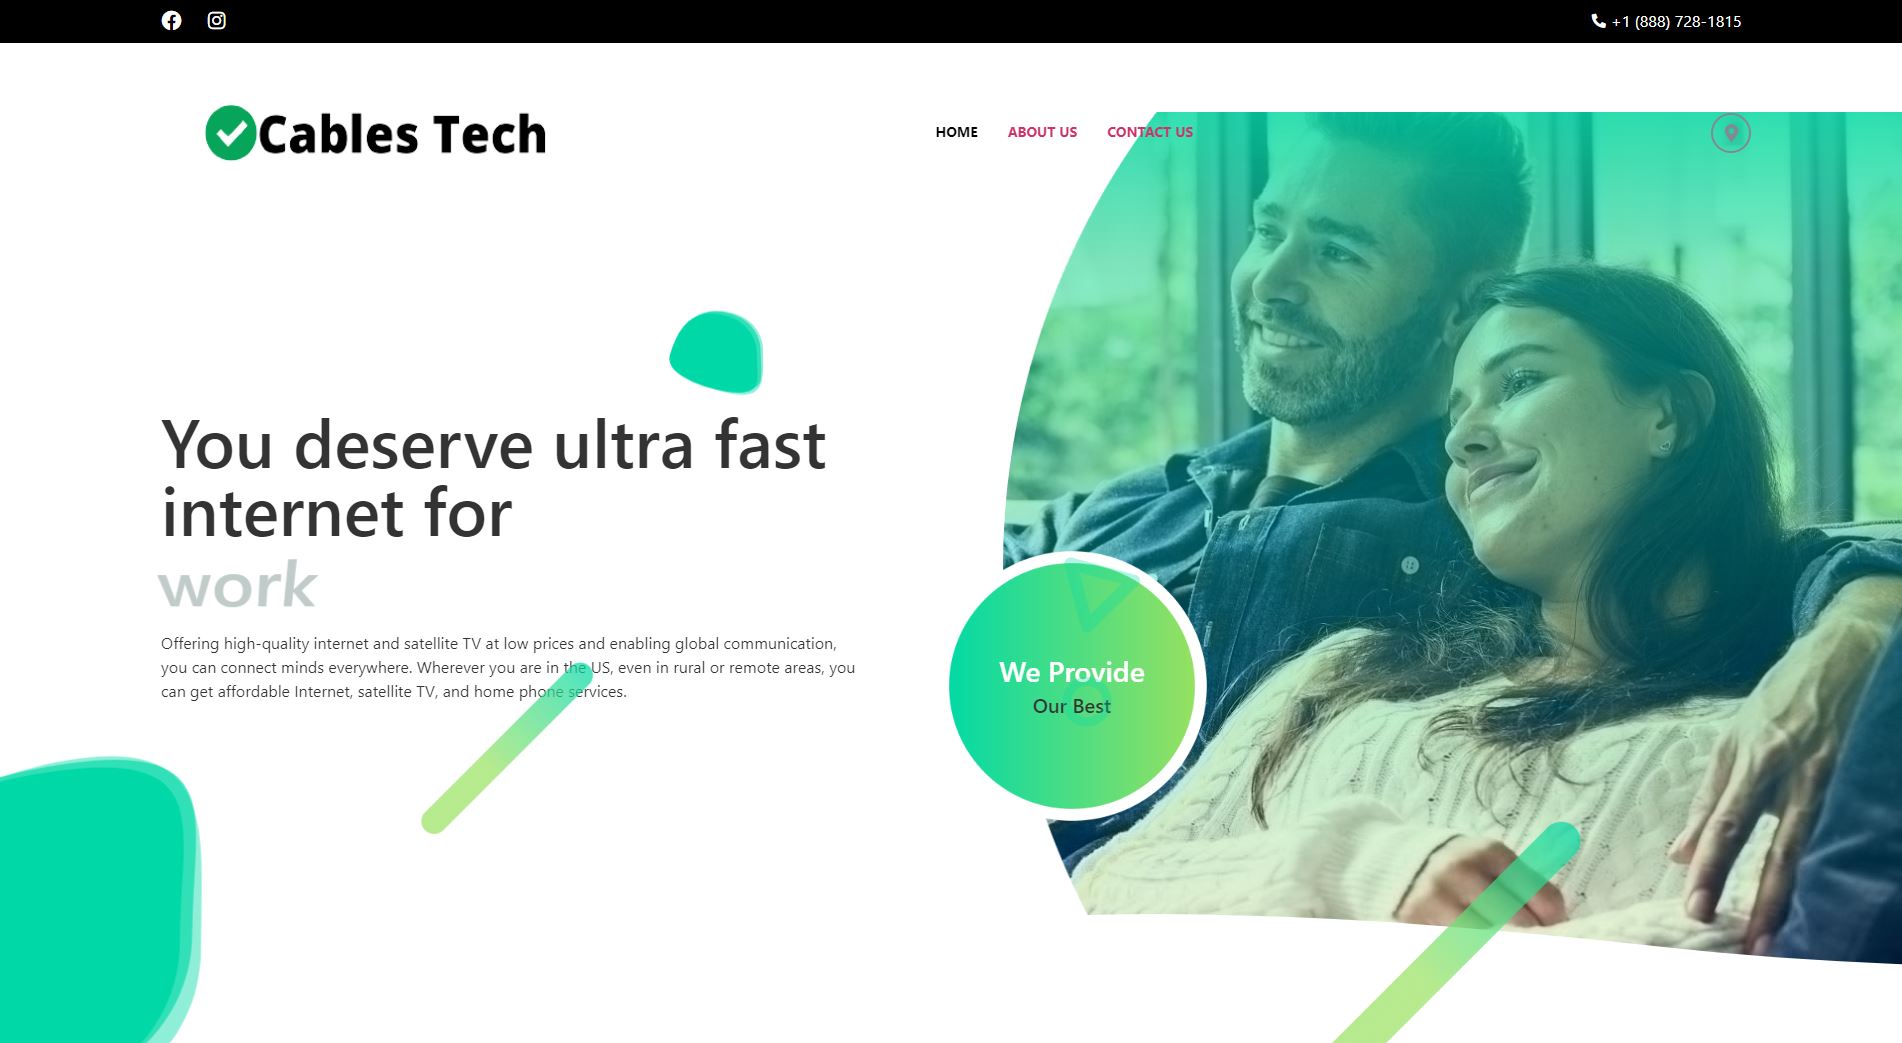 +1 (888) 728-1815
Cables Tech
HOME ABOUT US CONTACT US
You deserve ultra fast
internet for
work
Offering high-quality internet and satellite TV at low prices and enabling global communication,
you can connect minds everywhere. Wherever you are in the US, even in rural or remote areas, you
can get affordable Internet, satellite TV, and home phone services.
We Provide
Our Best